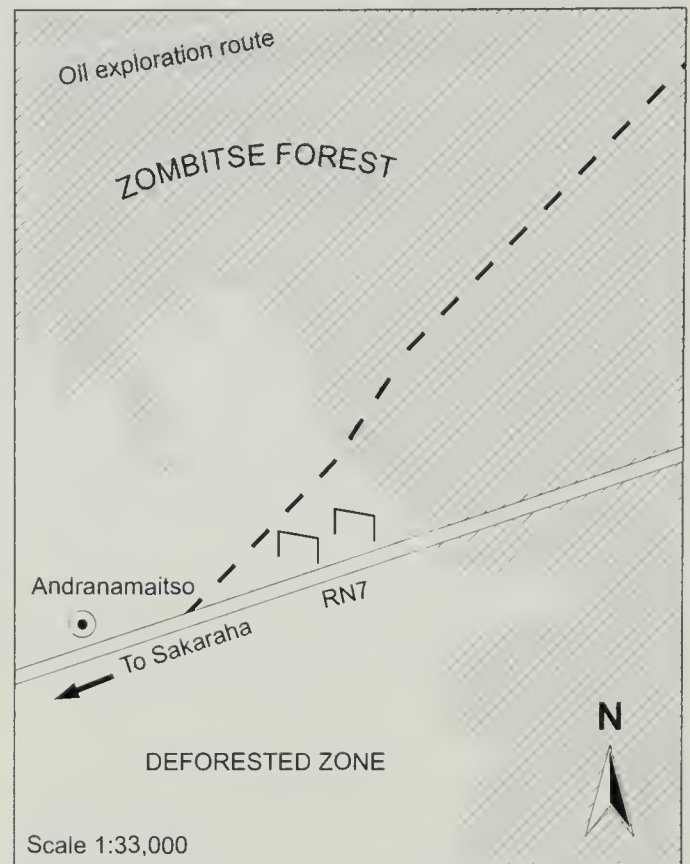 Oil exploration route
ZOMBITSE FOREST
Andranamaitso
RN7
To Sakaraha
DEFORESTED ZONE
N
Scale 1:33,000